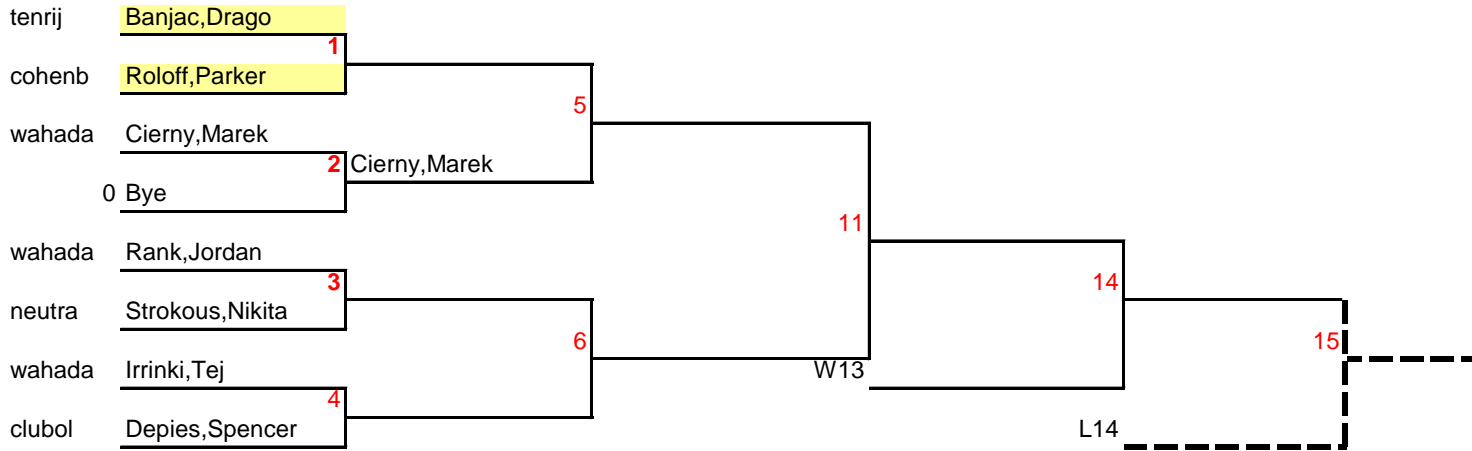 tenrij Banjac,Drago
1
cohenb Roloff,Parker
5
wahada Cierny,Marek
2 Cierny,Marek
0 Bye
11
wahada Rank,Jordan
3
14
neutra Strokous,Nikita
6
15
wahada Irrinki,Tej
W13
4
clubol Depies,Spencer
L14